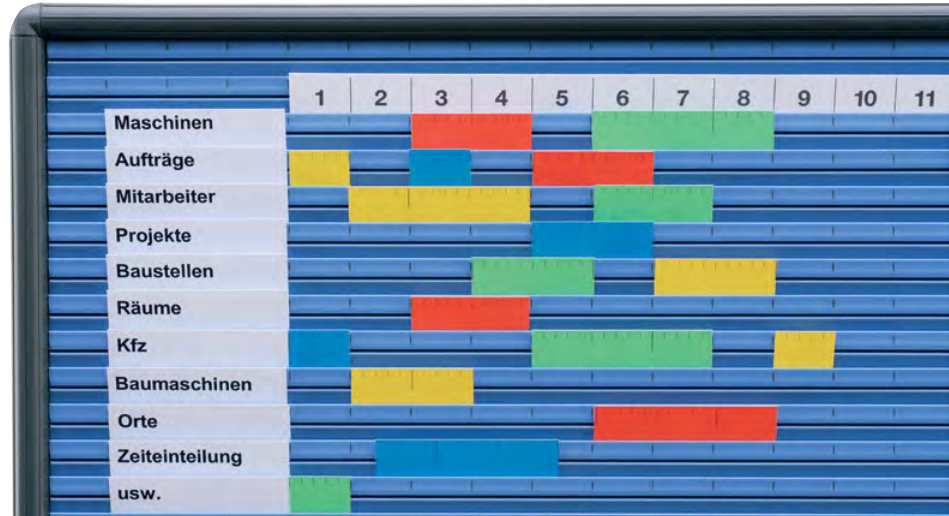 1 2 3 4 5 6 7 8 9 10 11
Maschinen
Aufträge
Mitarbeiter
Projekte
Baustellen
Räume
Kfz
Baumaschinen
Orte
Zeiteinteilung
usw.